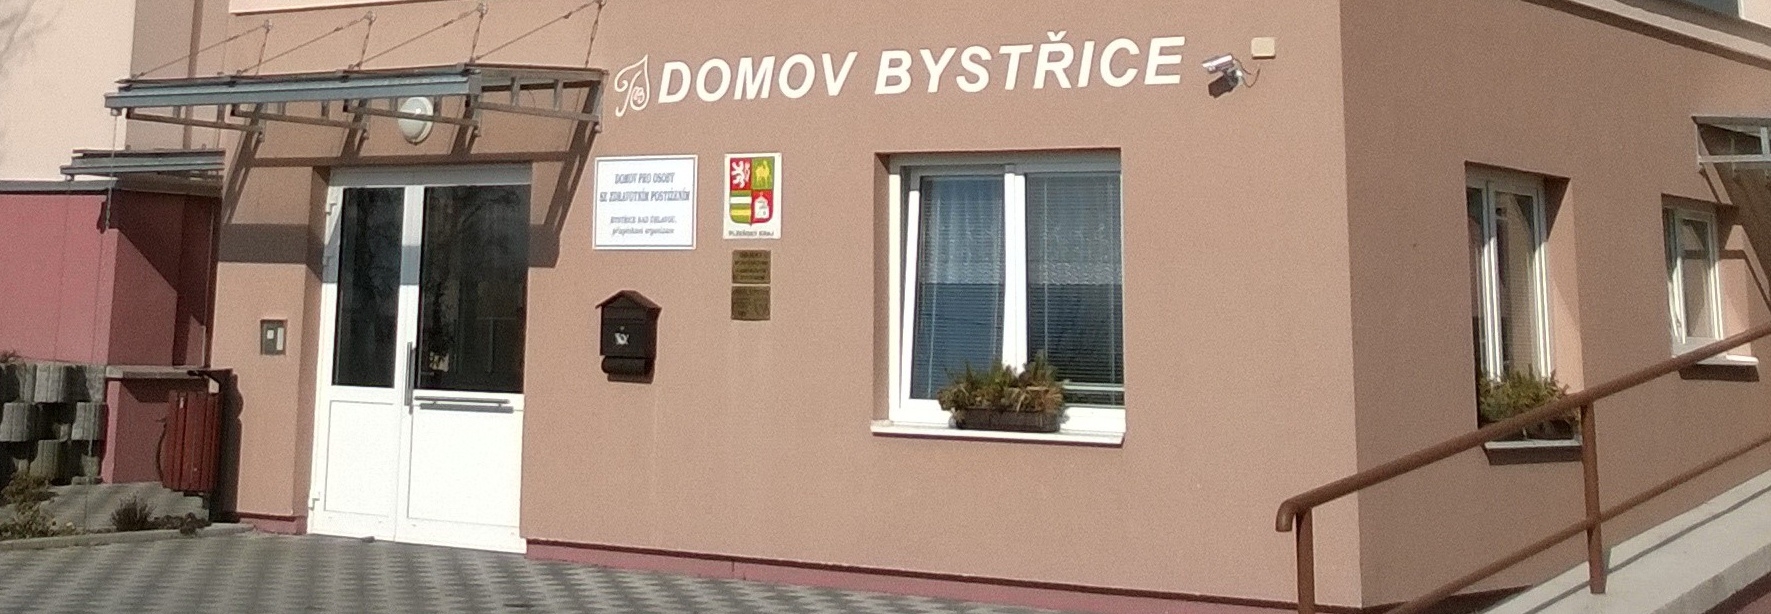 DOMOV BYSTŘICE
DOMOV PRO OSOBY
SE ZDRAVOTNÍM POSTIŽENÍM
BYSTŘICE NAD ÚHLAVOU,
příspěvková organizace
PLZEŇSKÝ KRAJ